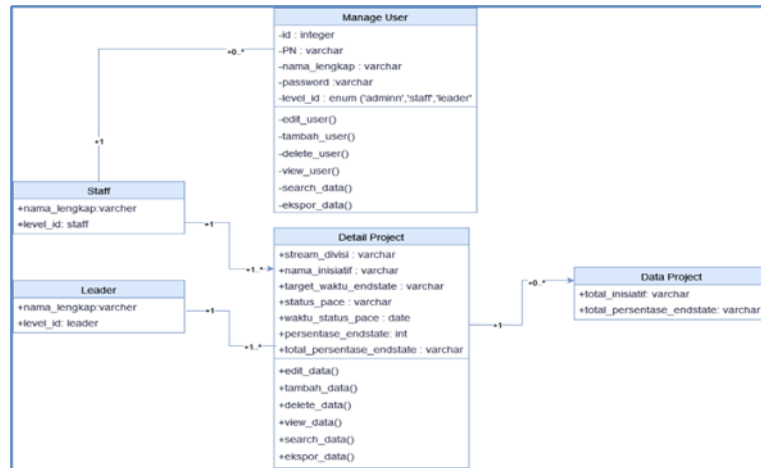 Manage User
-id : integer
-PN : varchar
-nama_lengkap : varchar
-password :varchar
-level_id : enum ('adminn','staff','leader"
-edit_user()
-tambah_user()
-delete_user()
-view_user()
-search_data()
-ekspor_data()
+0..*
+1
Staff
+nama_lengkap:varcher
+level_id: staff
+1
+1..*
Leader
+nama_lengkap:varcher
+level_id: leader
+1
+1..*
Detail Project
+stream_divisi : varchar
+nama_inisiatif : varchar
+target_waktu_endstate : varchar
+status_pace : varchar
+waktu_status_pace : date
+persentase_endstate: int
+total_persentase_endstate : varchar
+edit_data()
+tambah_data()
+delete_data()
+view_data()
+search_data()
+ekspor_data()
+1
+0..*
Data Project
+total_inisiatif: varchar
+total_persentase_endstate: varchar